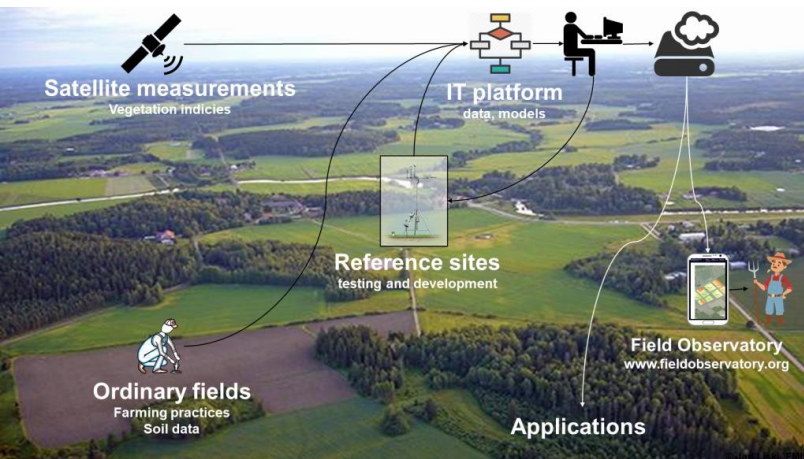 Satellite measurements
Vegetation indicies
IT platform
data, models
Reference sites
testing and development
Ordinary fields
Farming practices
Soil data
Field Observatory
www.fieldobservatory.org
Applications